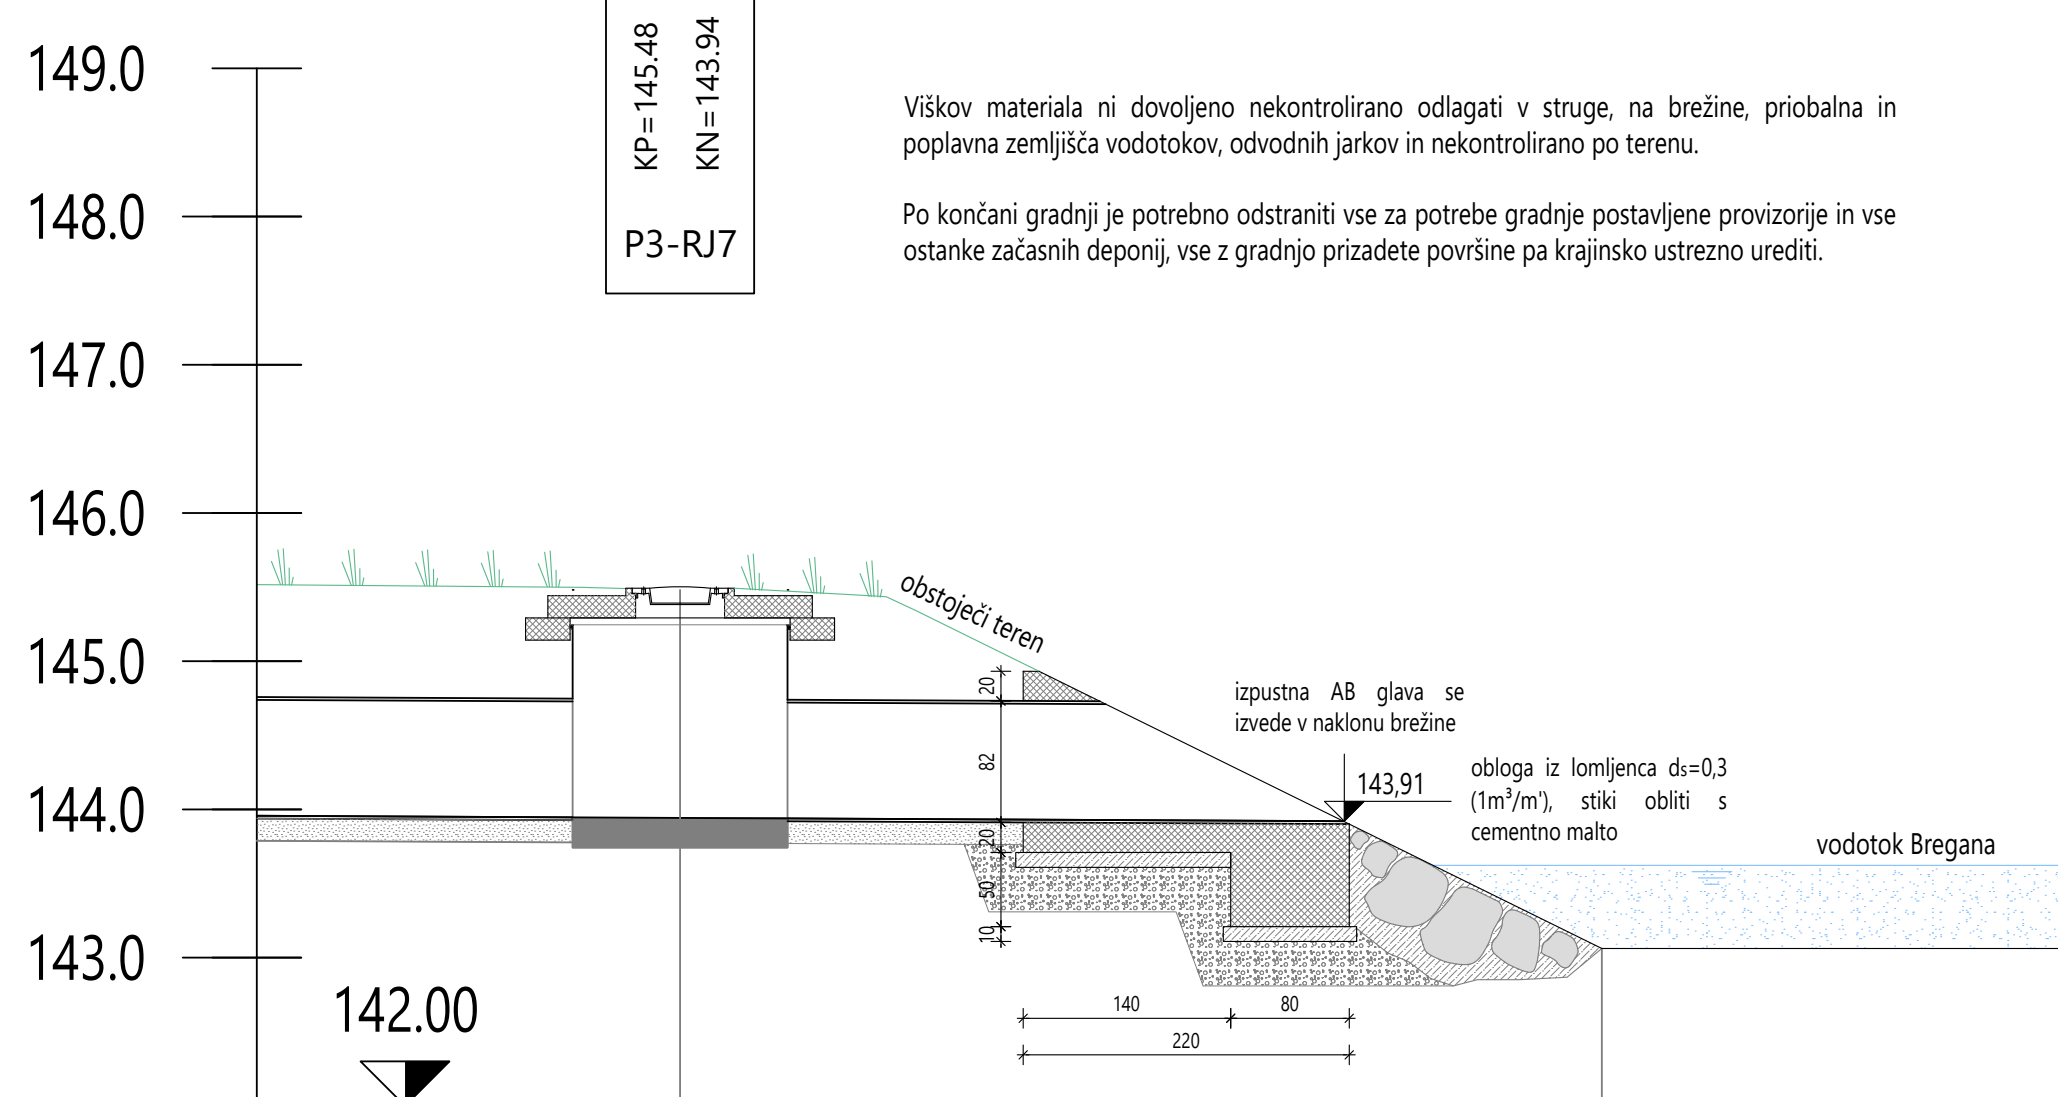 149.0
148.0
147.0
146.0
145.0
144.0
143.0
142.00
KP=145.48
KN=143.94
P3-RJ7
Viškov materiala ni dovoljeno nekontrolirano odlagati v struge, na brežine, priobalna in
poplavna zemljišča vodotokov, odvodnih jarkov in nekontrolirano po terenu.
Po končani gradnji je potrebno odstraniti vse za potrebe gradnje postavljene provizorije in vse
ostanke začasnih deponij, vse z gradnjo prizadete površine pa krajinsko ustrezno urediti.
obstoječi teren
20
82
20
50
10
izpustna AB glava se
izvede v naklonu brežine
143,91
obloga iz lomljenca ds=0,3
(1m³/m'), stiki obliti s
cementno malto
vodotok Bregana
140
80
220